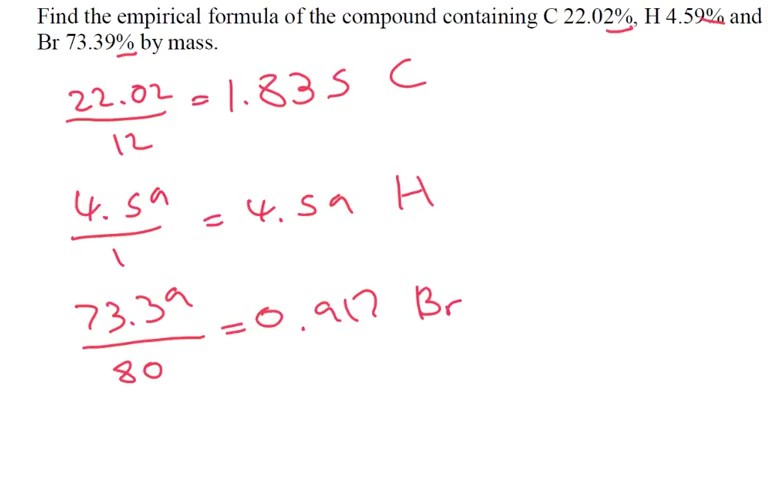 Find the empirical formula of the compound containing C 22.02%, H 4.59% and
Br 73.39% by mass.
22.02 = 1.835 C
12
4.59 = 4.59 H
1
73.39 = 0.917 Br
80